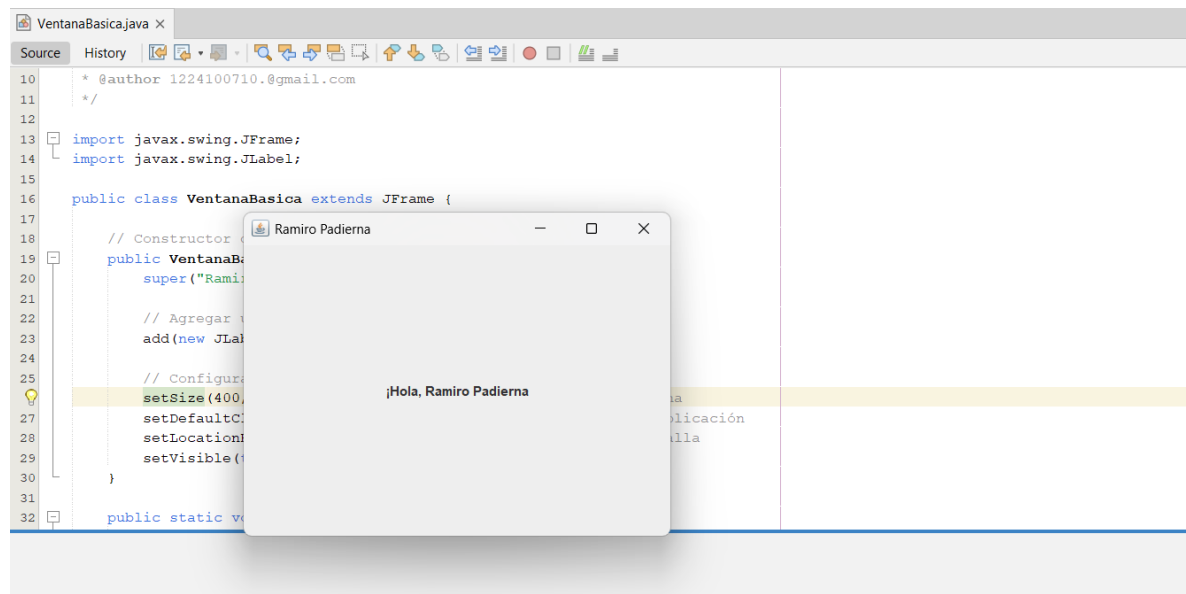 VentanaBasica.java
Source History
10 * @author 1224100710.@gmail.com
11 */
12
13 import javax.swing.JFrame;
14 import javax.swing.JLabel;
15
16 public class VentanaBasica extends JFrame {
17
Ramiro Padierna
18 // Constructor
19 public VentanaBa
20 super("Rami
21
22 // Agregar
23 add(new JLab
24
25 // Configura
¡Hola, Ramiro Padierna
setSize(400,
27 setDefaultCl plicación
28 setLocation alla
29 setVisible(
30 }
31
32 public static vo